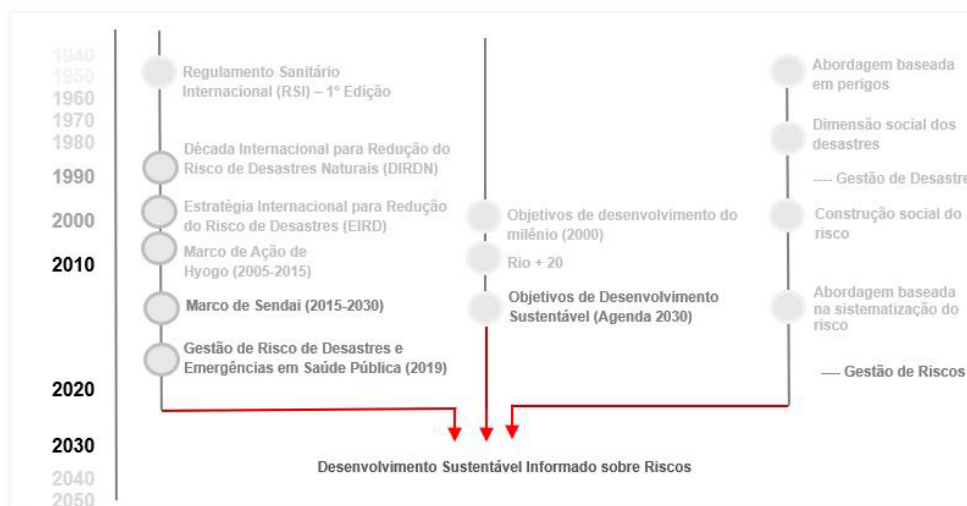 1940
1950
1960
1970
1980
1990
2000
2010
2020
2030
2040
2050
Regulamento Sanitário
Internacional (RSI) – 1º Edição
Década Internacional para Redução do
Risco de Desastres Naturais (DIRDN)
Estratégia Internacional para Redução
do Risco de Desastres (EIRD)
Marco de Ação de
Hyogo (2005-2015)
Marco de Sendai (2015-2030)
Gestão de Risco de Desastres e
Emergências em Saúde Pública (2019)
Objetivos de desenvolvimento do
milênio (2000)
Rio + 20
Objetivos de Desenvolvimento
Sustentável (Agenda 2030)
Abordagem baseada
em perigos
Dimensão social dos
desastres
---- Gestão de Desastre
Construção social do
risco
Abordagem baseada
na sistematização do
risco
---- Gestão de Riscos
Desenvolvimento Sustentável Informado sobre Riscos